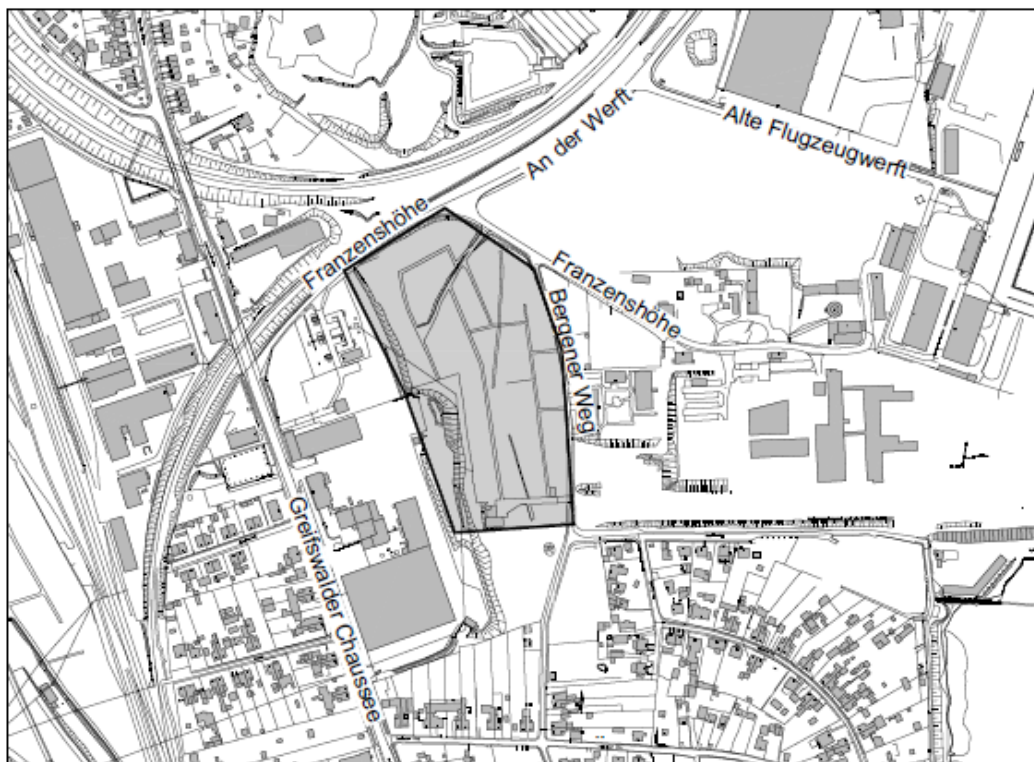 An der Werft
Alte Flugzeugwerft
Franzenshöhe
Franzenshöhe
Bergener Weg
Greifswalder Chaussee